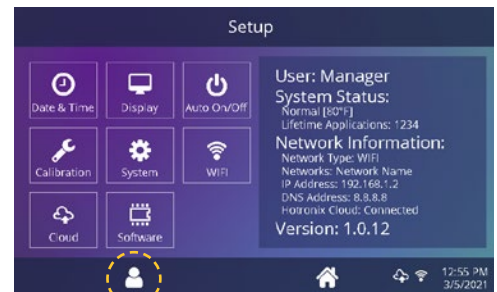 Setup
Date & Time
Display
Auto On/Off
Calibration
System
WIFI
Cloud
Software
User: Manager
System Status:
Normal [80°F]
Lifetime Applications: 1234
Network Information:
Network Type: WIFI
Networks: Network Name
IP Address: 192.168.1.2
DNS Address: 8.8.8.8
Hotronix Cloud: Connected
Version: 1.0.12
12:55 PM
3/5/2021